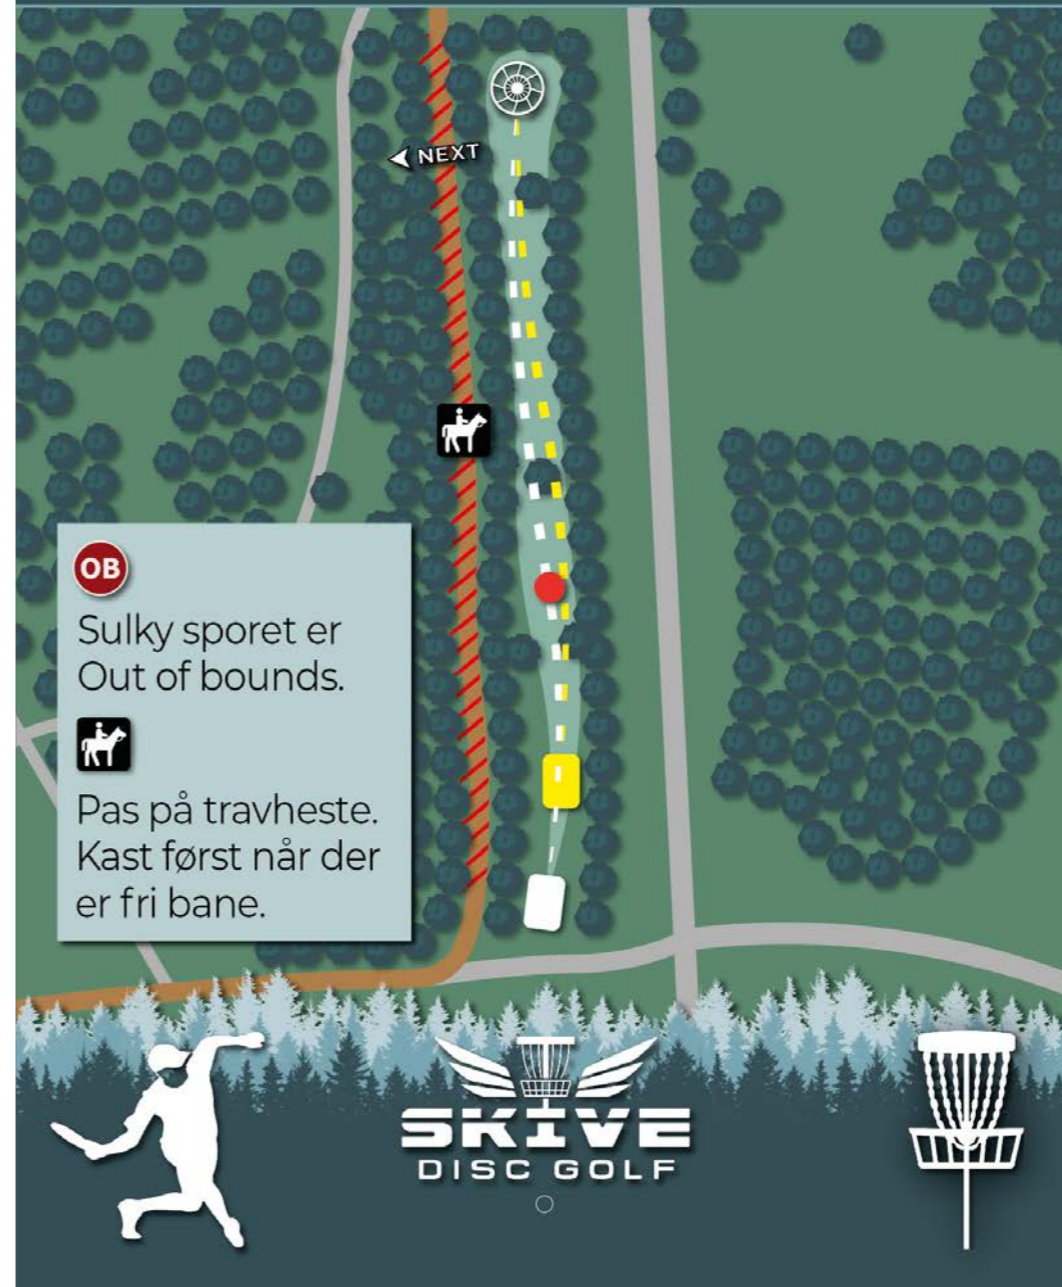 NEXT
OB
Sulky sporet er
Out of bounds.
Pas på travheste.
Kast først når der
er fri bane.
SKIVE
DISC GOLF